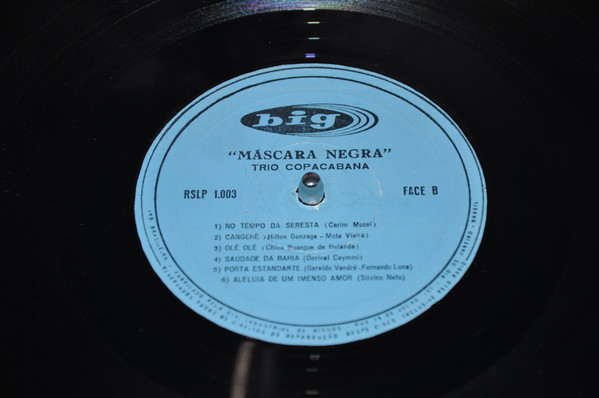 big
"MÁSCARA NEGRA"
TRIO COPACABANA
RSLP 1.003
FACE B
1) NO TEMPO DA SERESTA (Carim Mussi)
2) CANGERÊ (Hilton Gonzaga - Mota Vieira)
3) OLÊ OLÊ (Chico Buarque de Holanda)
4) SAUDADE DA BAHIA (Dorival Caymmi)
5) PORTA ESTANDARTE (Geraldo Vandré - Fernando Lona)
6) ALELUIA DE UM IMENSO AMOR (Silvino Neto)